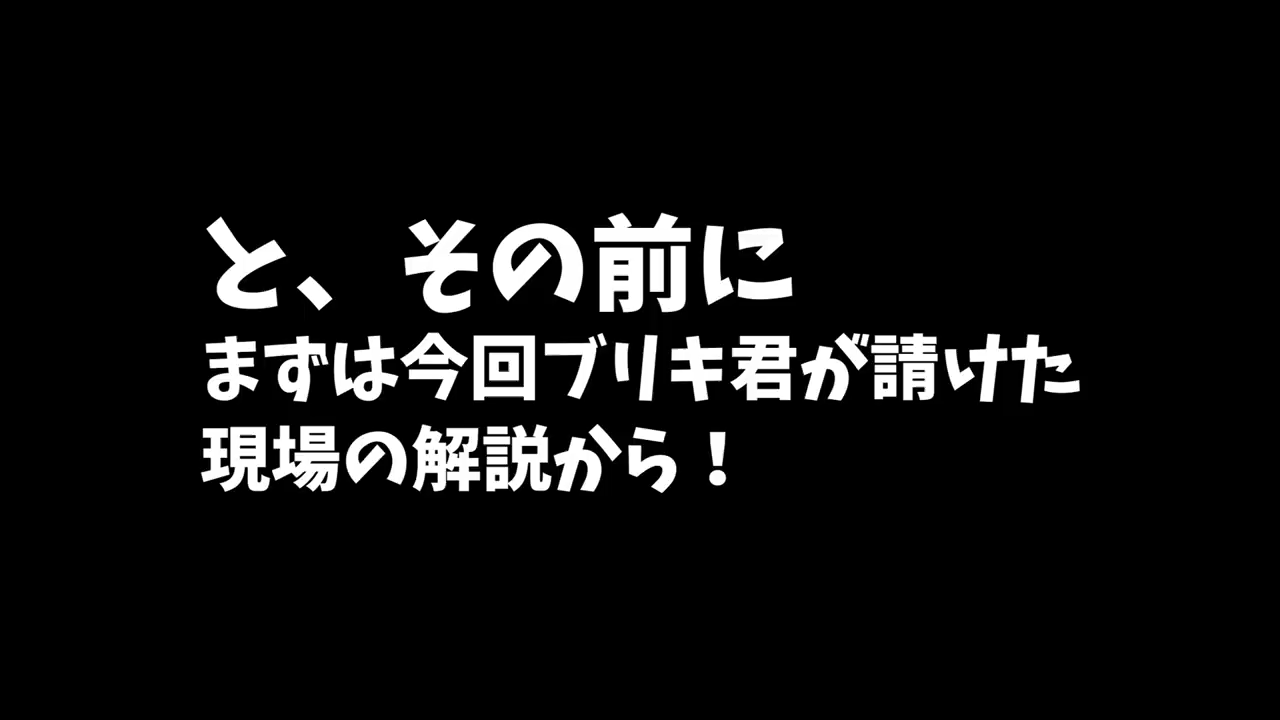 と、その前に
まずは今回ブリキ君が請けた
現場の解説から！